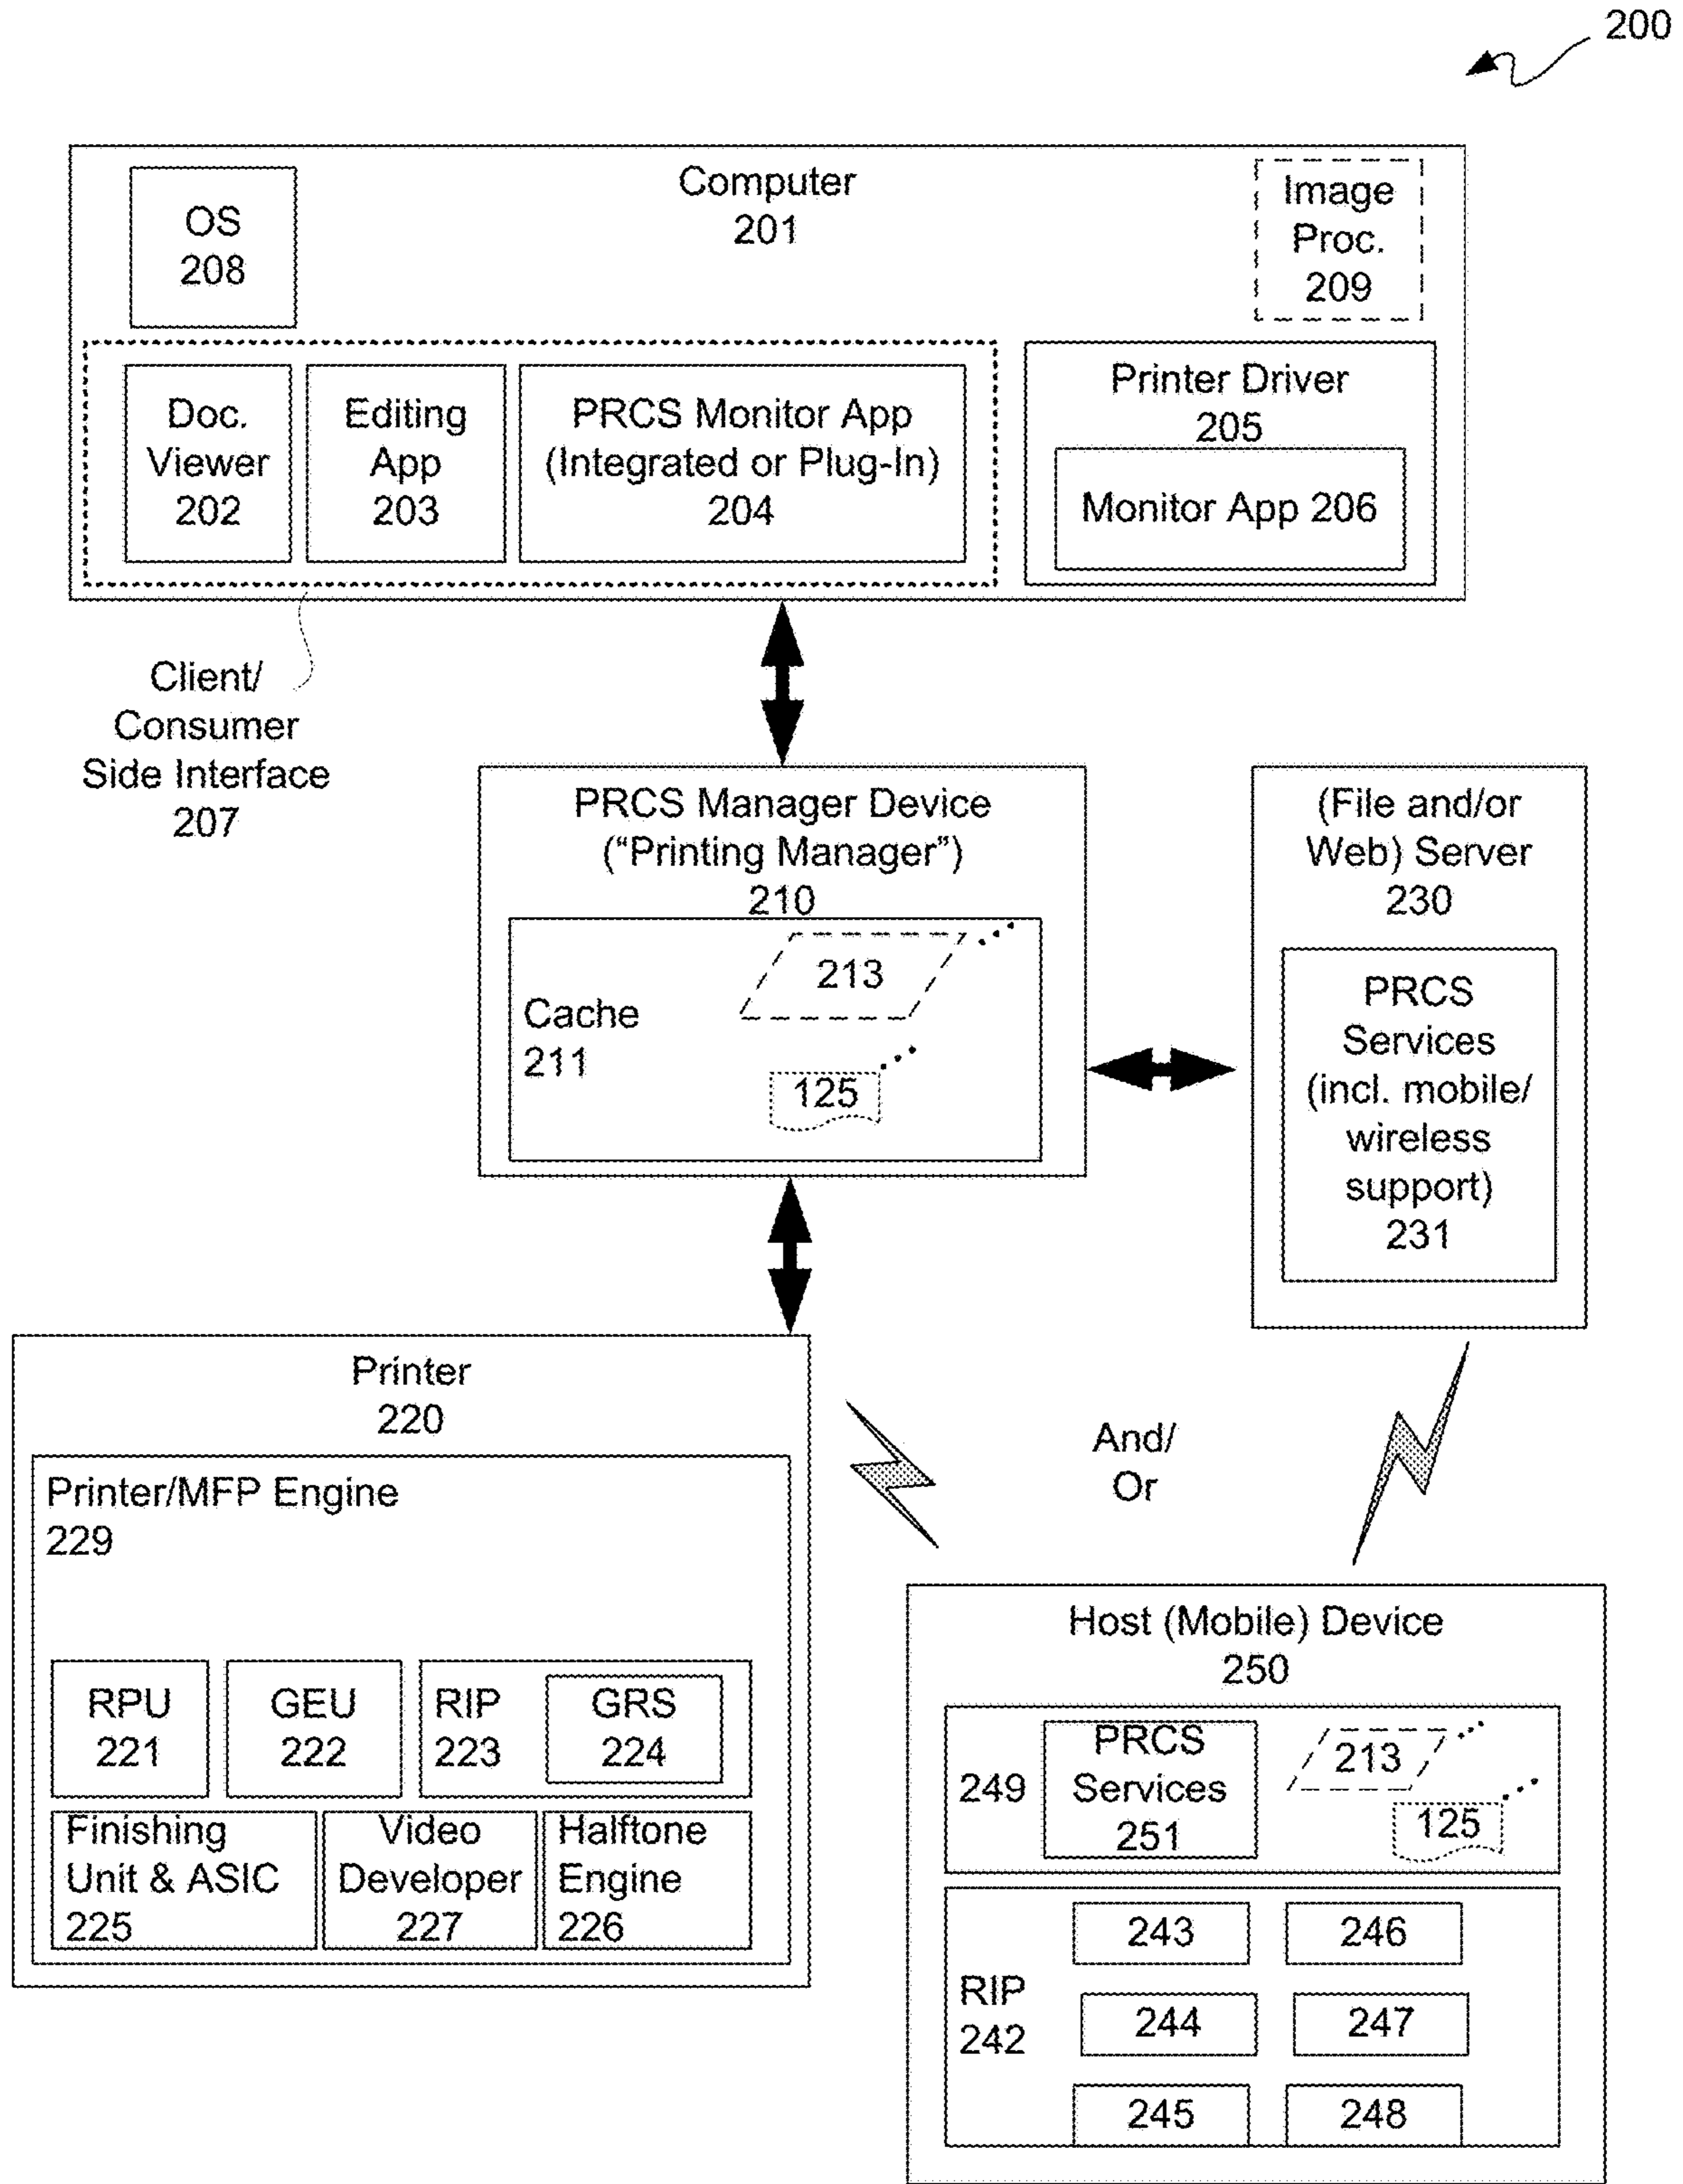 200
Computer
201
OS
208
Image
Proc.
209
Doc.
Viewer
202
Editing
App
203
PRCS Monitor App
(Integrated or Plug-In)
204
Printer Driver
205
Monitor App 206
Client/
Consumer
Side Interface
207
PRCS Manager Device
(“Printing Manager”)
210
Cache
211
213
125
(File and/or
Web) Server
230
PRCS
Services
(incl. mobile/
wireless
support)
231
Printer
220
Printer/MFP Engine
229
RPU
221
GEU
222
RIP
223
GRS
224
Finishing
Unit & ASIC
225
Video
Developer
227
Halftone
Engine
226
And/
Or
Host (Mobile) Device
250
249
PRCS
Services
251
213
125
RIP
242
243
246
244
247
245
248